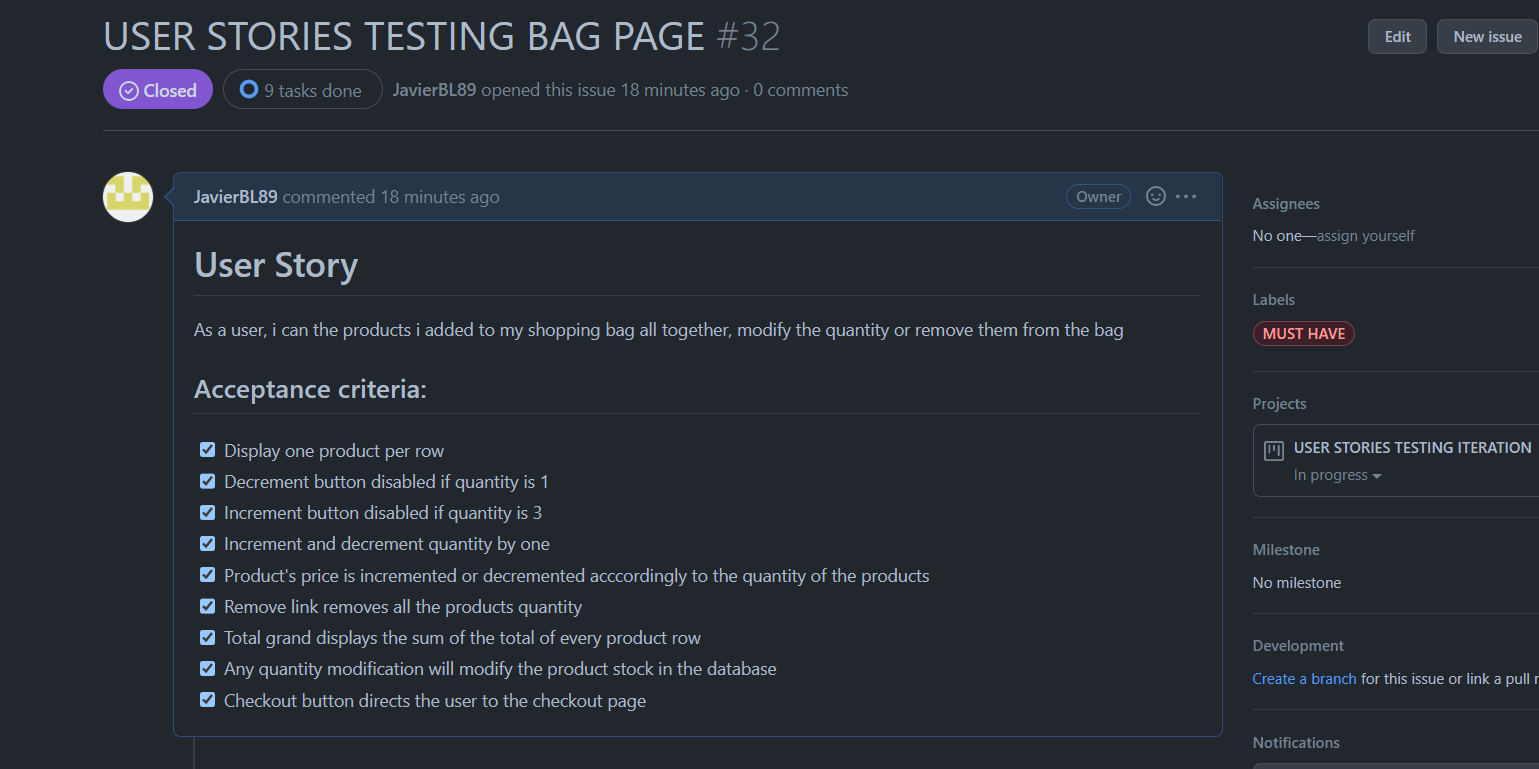 USER STORIES TESTING BAG PAGE #32
Edit
New issue
Closed
9 tasks done
JavierBL89 opened this issue 18 minutes ago · 0 comments
JavierBL89 commented 18 minutes ago
Owner
User Story
As a user, i can the products i added to my shopping bag all together, modify the quantity or remove them from the bag
Acceptance criteria:
Display one product per row
Decrement button disabled if quantity is 1
Increment button disabled if quantity is 3
Increment and decrement quantity by one
Product's price is incremented or decremented acccordingly to the quantity of the products
Remove link removes all the products quantity
Total grand displays the sum of the total of every product row
Any quantity modification will modify the product stock in the database
Checkout button directs the user to the checkout page
Assignees
No one—assign yourself
Labels
MUST HAVE
Projects
USER STORIES TESTING ITERATION
In progress
Milestone
No milestone
Development
Create a branch for this issue or link a pull
Notifications